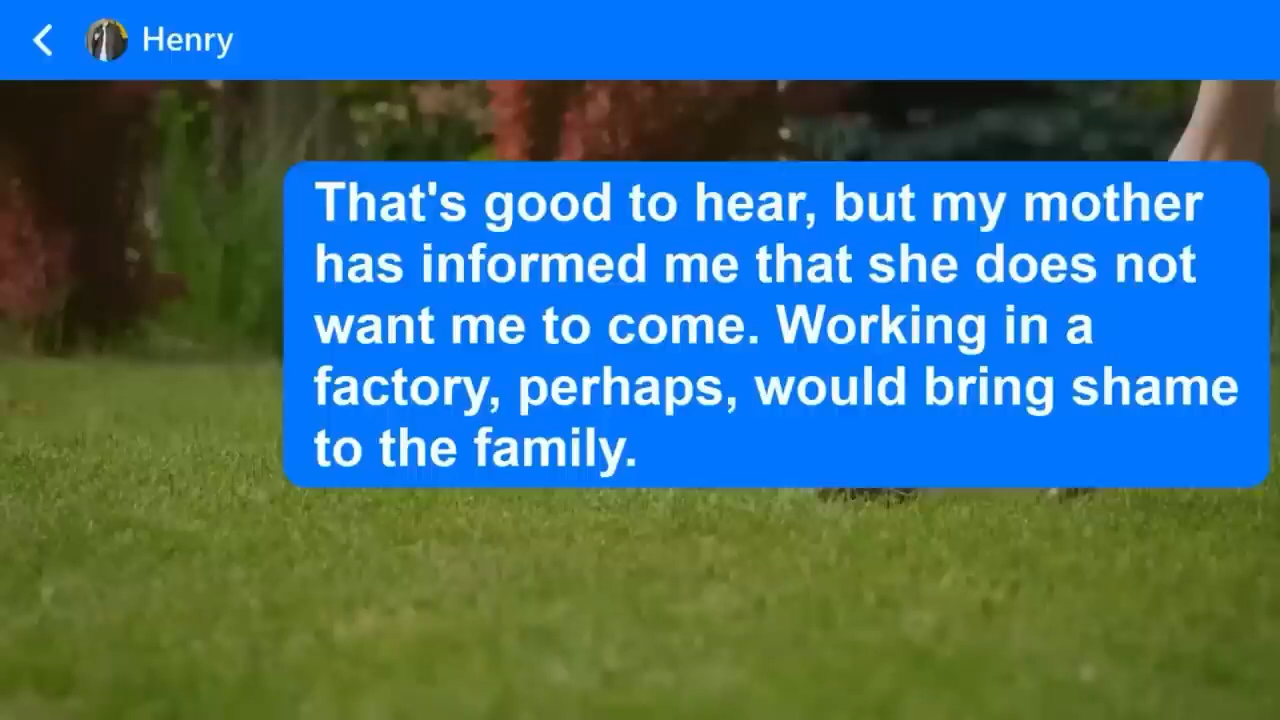 Henry
That's good to hear, but my mother
has informed me that she does not
want me to come. Working in a
factory, perhaps, would bring shame
to the family.